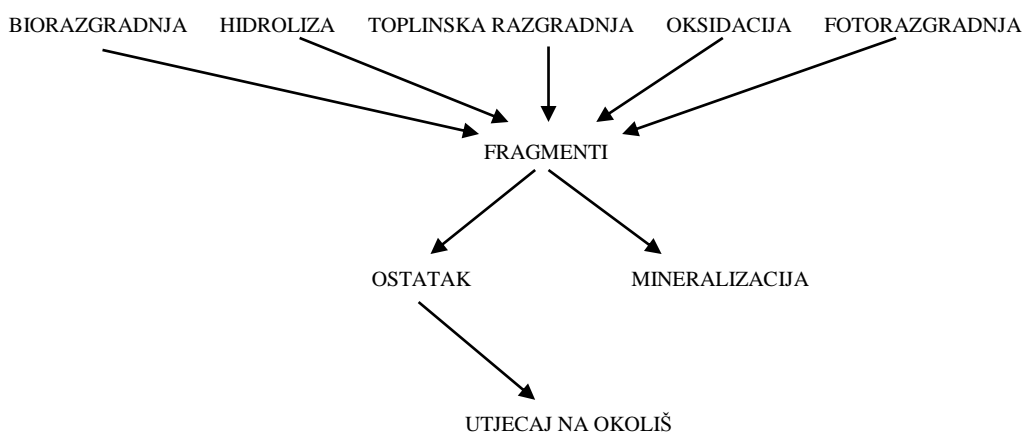 BIORAZGRADNJA HIDROLIZA TOPLINSKA RAZGRADNJA OKSIDACIJA FOTORAZGRADNJA
FRAGMENTI
OSTATAK MINERALIZACIJA
UTJECAJ NA OKOLIŠ